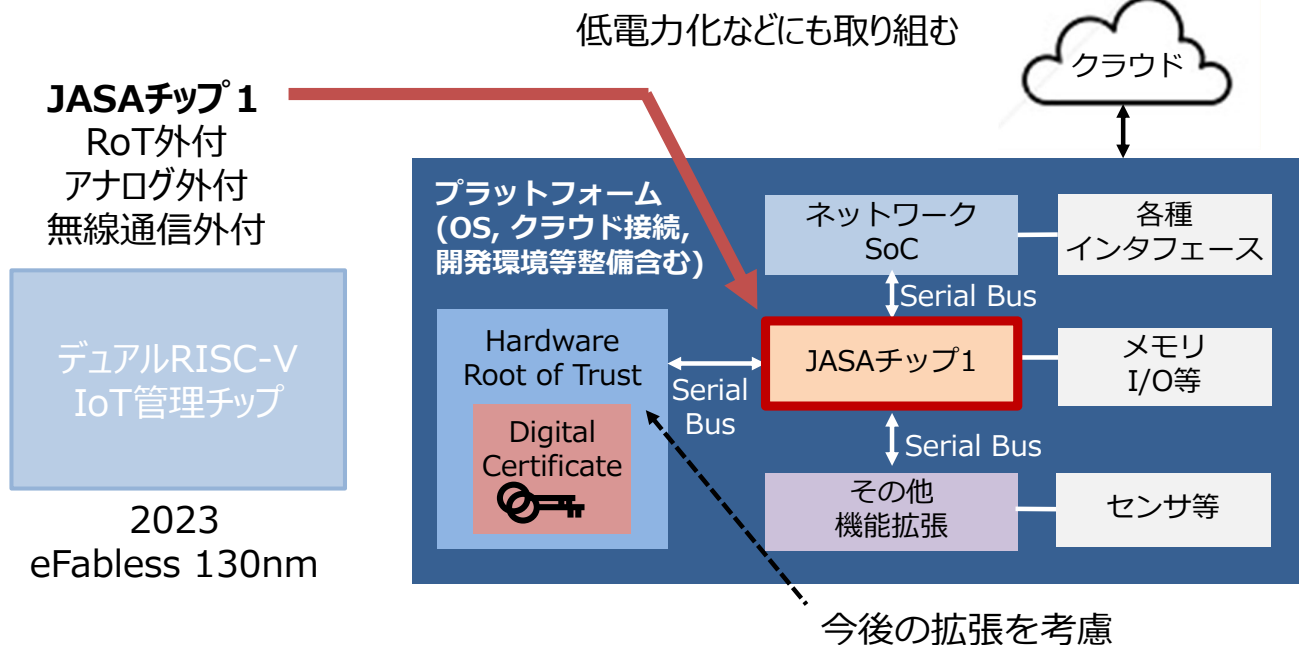 低電力化などにも取り組む
クラウド
JASAチップ1
RoT外付
アナログ外付
無線通信外付
デュアルRISC-V
IoT管理チップ
2023
eFabless 130nm
プラットフォーム
(OS, クラウド接続,
開発環境等整備含む)
ネットワーク
SoC
各種
インタフェース
Serial Bus
Hardware
Root of Trust
Digital
Certificate
Serial
Bus
JASAチップ1
メモリ
I/O等
Serial Bus
その他
機能拡張
センサ等
今後の拡張を考慮